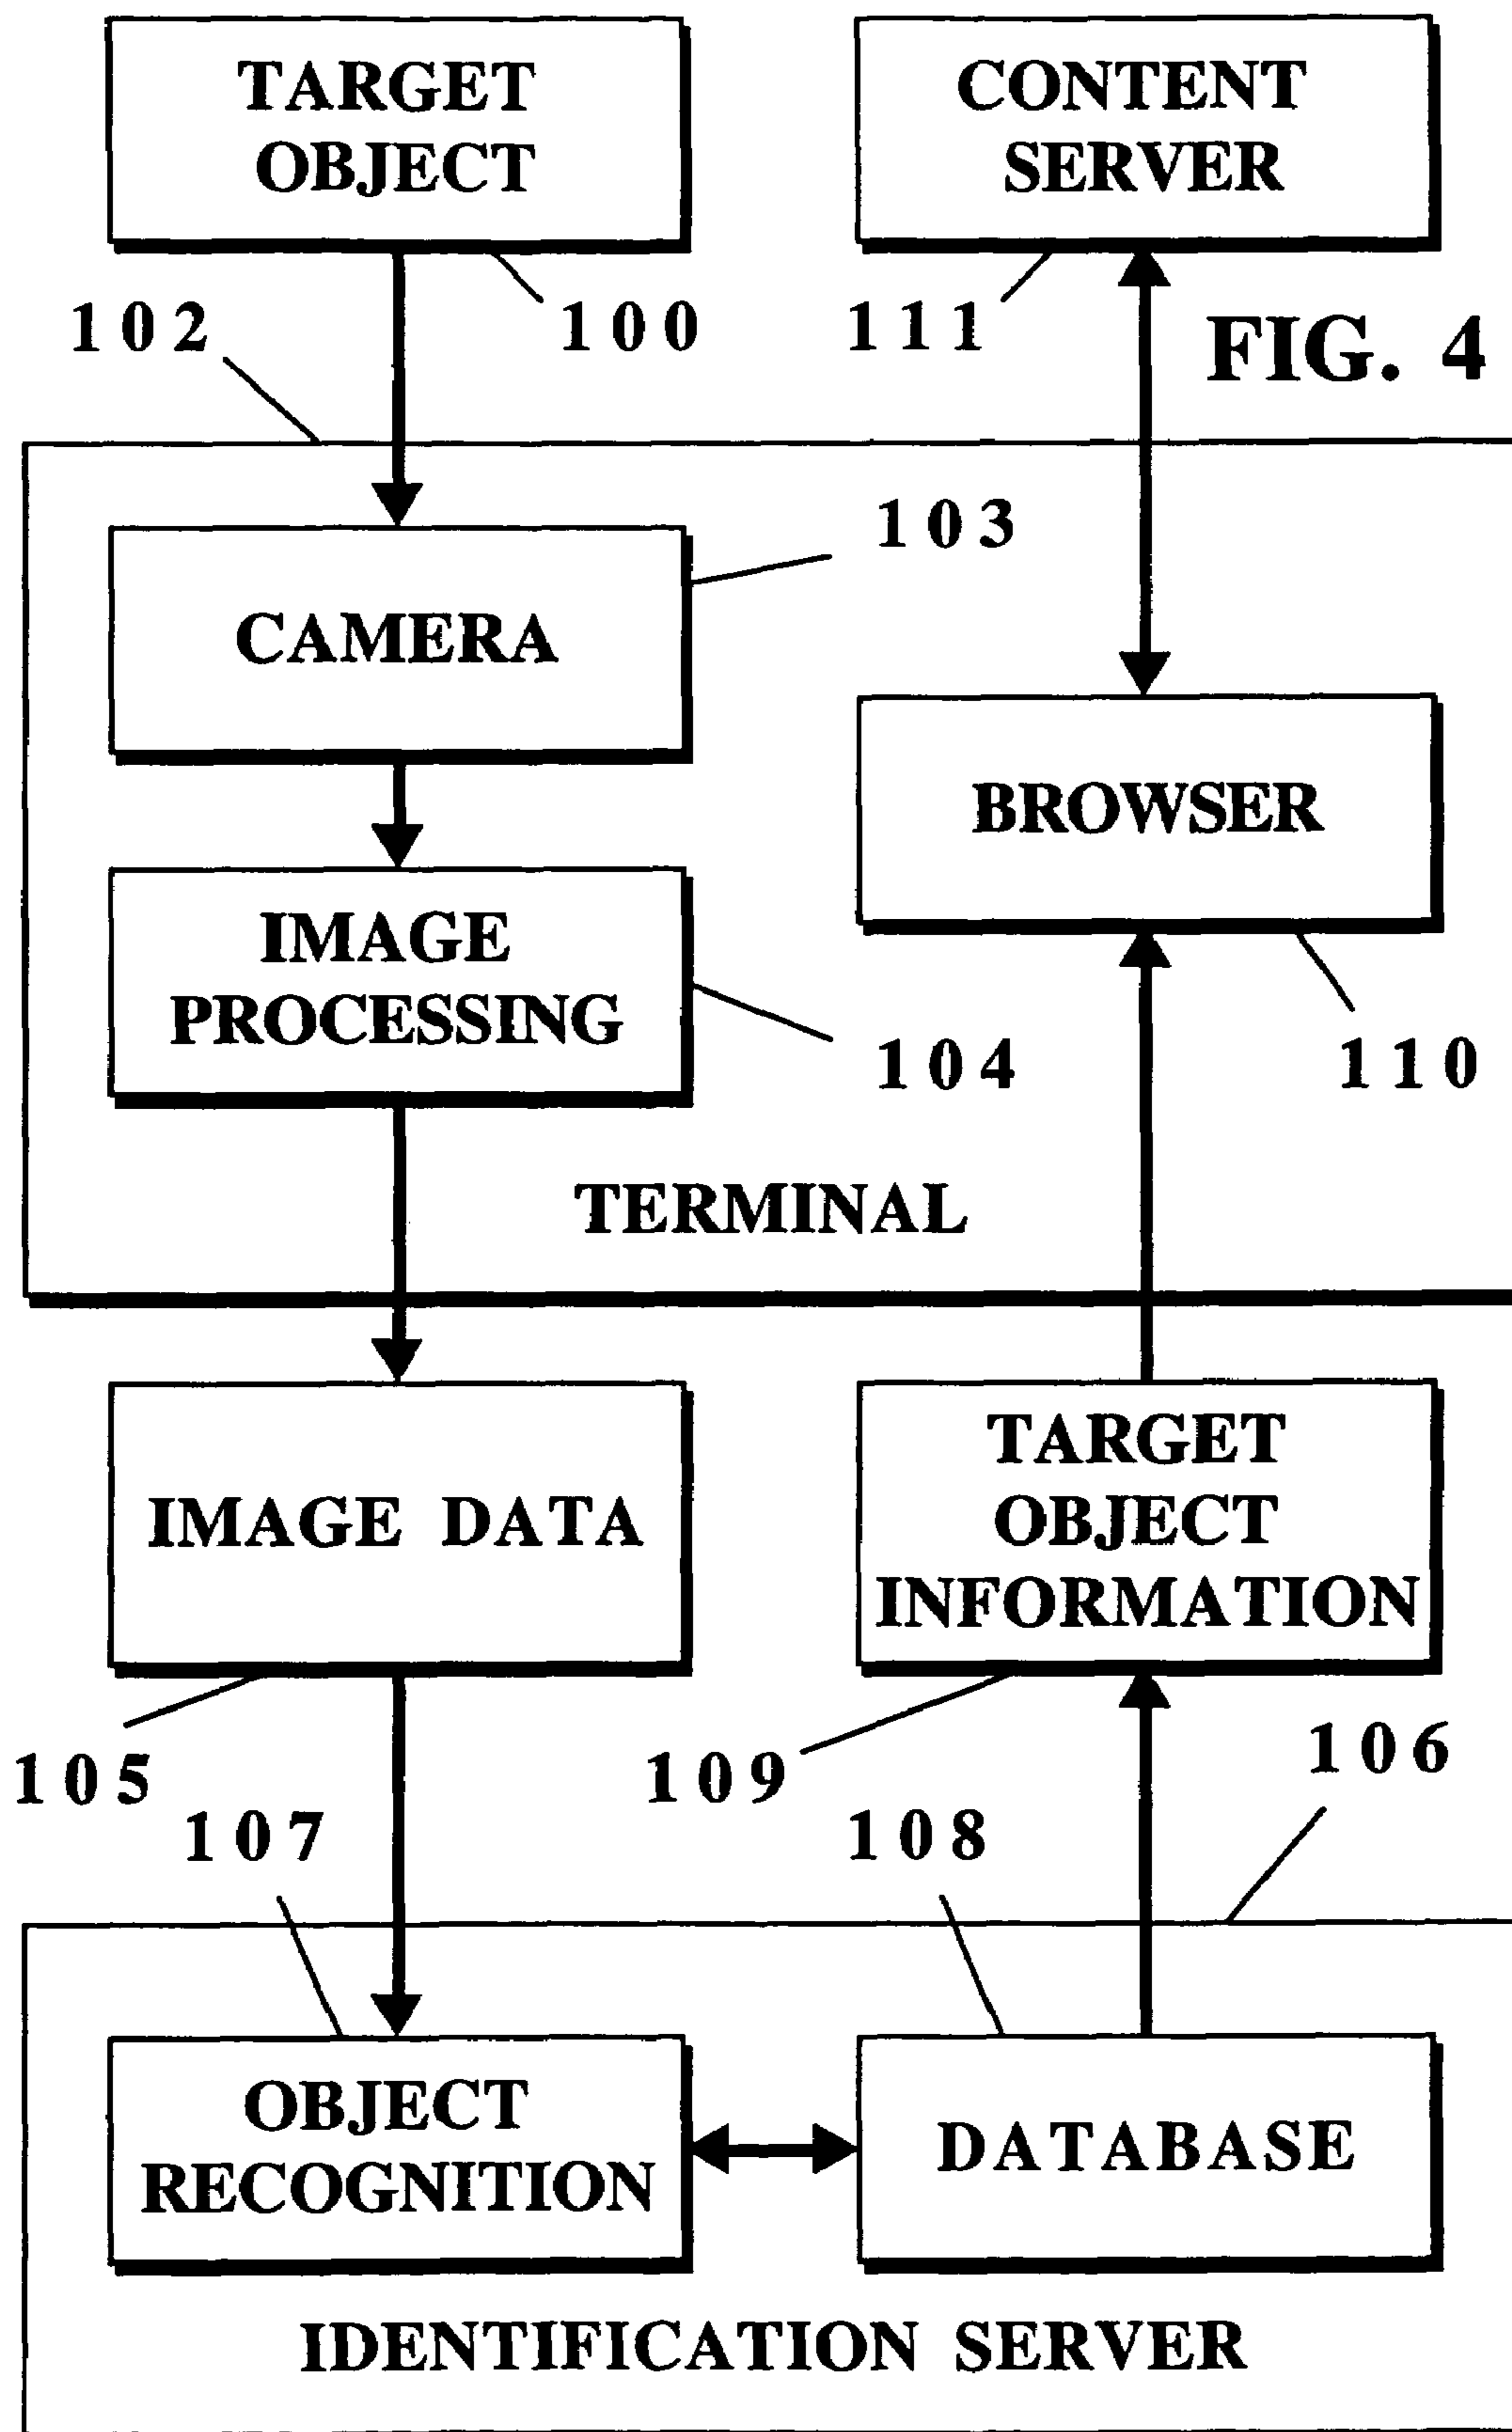 TARGET
OBJECT
CONTENT
SERVER
102
100
111
FIG. 4
103
CAMERA
BROWSER
IMAGE
PROCESSING
104
110
TERMINAL
IMAGE DATA
TARGET
OBJECT
INFORMATION
105
109
106
107
108
OBJECT
RECOGNITION
DATABASE
IDENTIFICATION SERVER